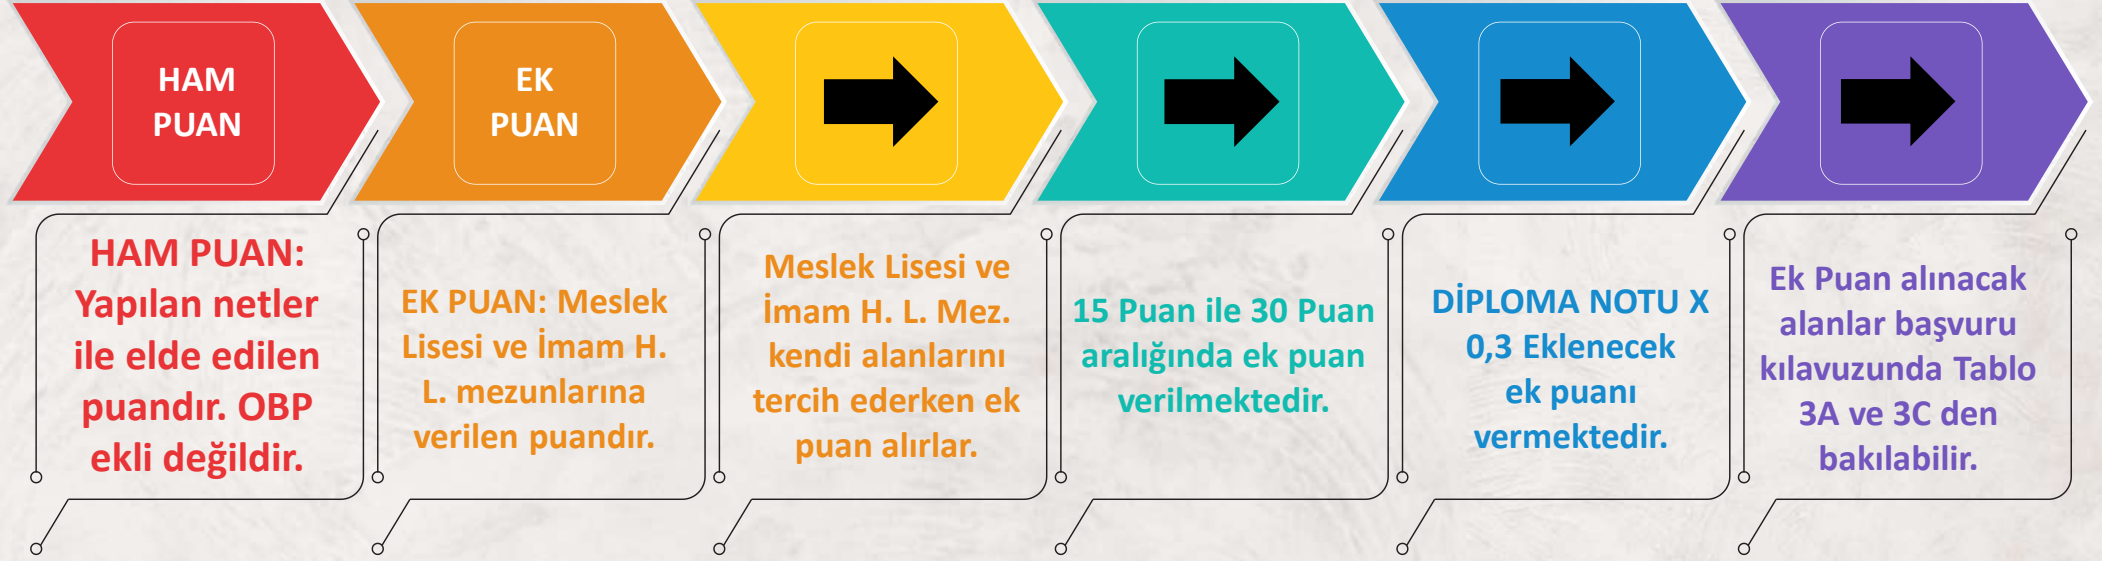 HAM
PUAN
EK
PUAN
HAM PUAN:
Yapılan netler
ile elde edilen
puandır. OBP
ekli değildir.
EK PUAN: Meslek
Lisesi ve İmam H.
L. mezunlarına
verilen puandır.
Meslek Lisesi ve
İmam H. L. Mez.
kendi alanlarını
tercih ederken ek
puan alırlar.
15 Puan ile 30 Puan
aralığında ek puan
verilmektedir.
DİPLOMA NOTU X
0,3 Eklenecek
ek puanı
vermektedir.
Ek Puan alınacak
alanlar başvuru
kılavuzunda Tablo
3A ve 3C den
bakılabilir.